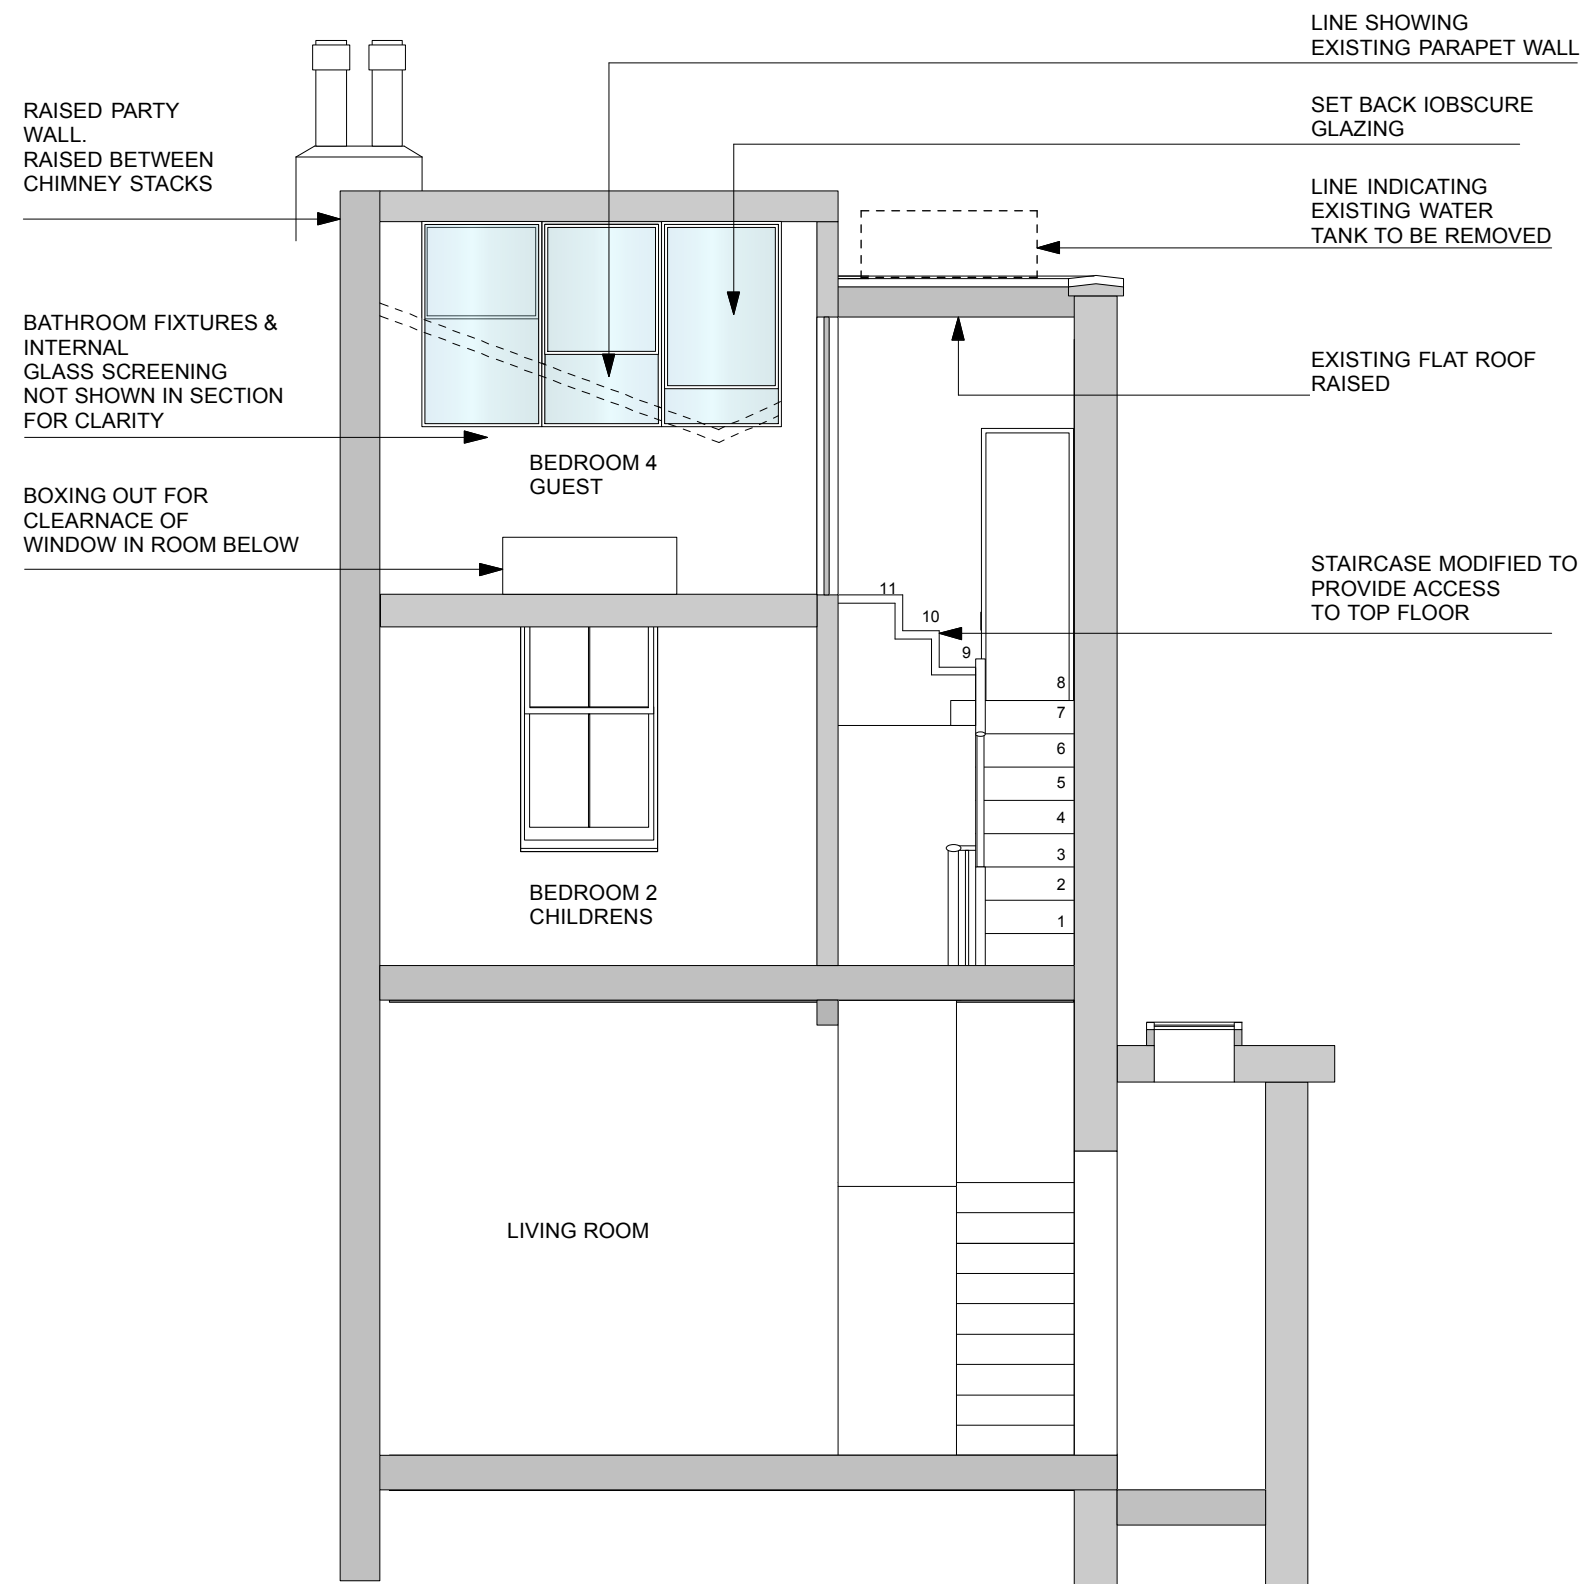 LINE SHOWING
EXISTING PARAPET WALL
RAISED PARTY
WALL.
RAISED BETWEEN
CHIMNEY STACKS
SET BACK IOBSCURE
GLAZING
LINE INDICATING
EXISTING WATER
TANK TO BE REMOVED
BATHROOM FIXTURES &
INTERNAL
GLASS SCREENING
NOT SHOWN IN SECTION
FOR CLARITY
EXISTING FLAT ROOF
RAISED
BEDROOM 4
GUEST
BOXING OUT FOR
CLEARNACE OF
WINDOW IN ROOM BELOW
STAIRCASE MODIFIED TO
PROVIDE ACCESS
TO TOP FLOOR
11
10
9
8
7
6
5
4
3
2
1
BEDROOM 2
CHILDRENS
LIVING ROOM